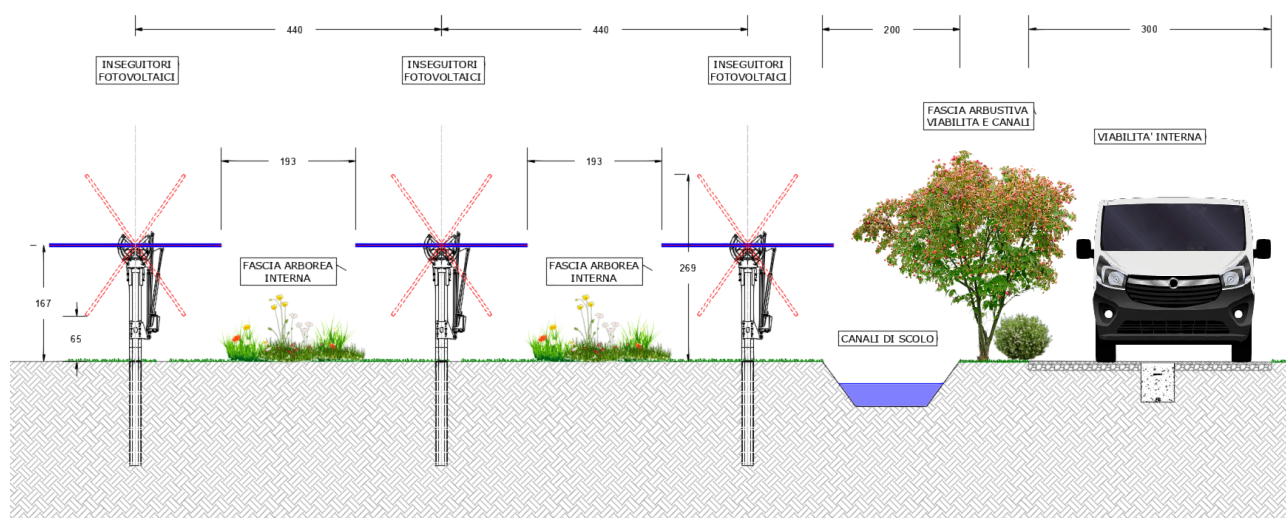 440
440
200
300
INSEGUITORI
FOTOVOLTAICI
INSEGUITORI
FOTOVOLTAICI
INSEGUITORI
FOTOVOLTAICI
FASCIA ARBUSTIVA
VIABILITA E CANALI
VIABILITA' INTERNA
193
193
FASCIA ARBOREA
INTERNA
FASCIA ARBOREA
INTERNA
269
167
65
CANALI DI SCOLO